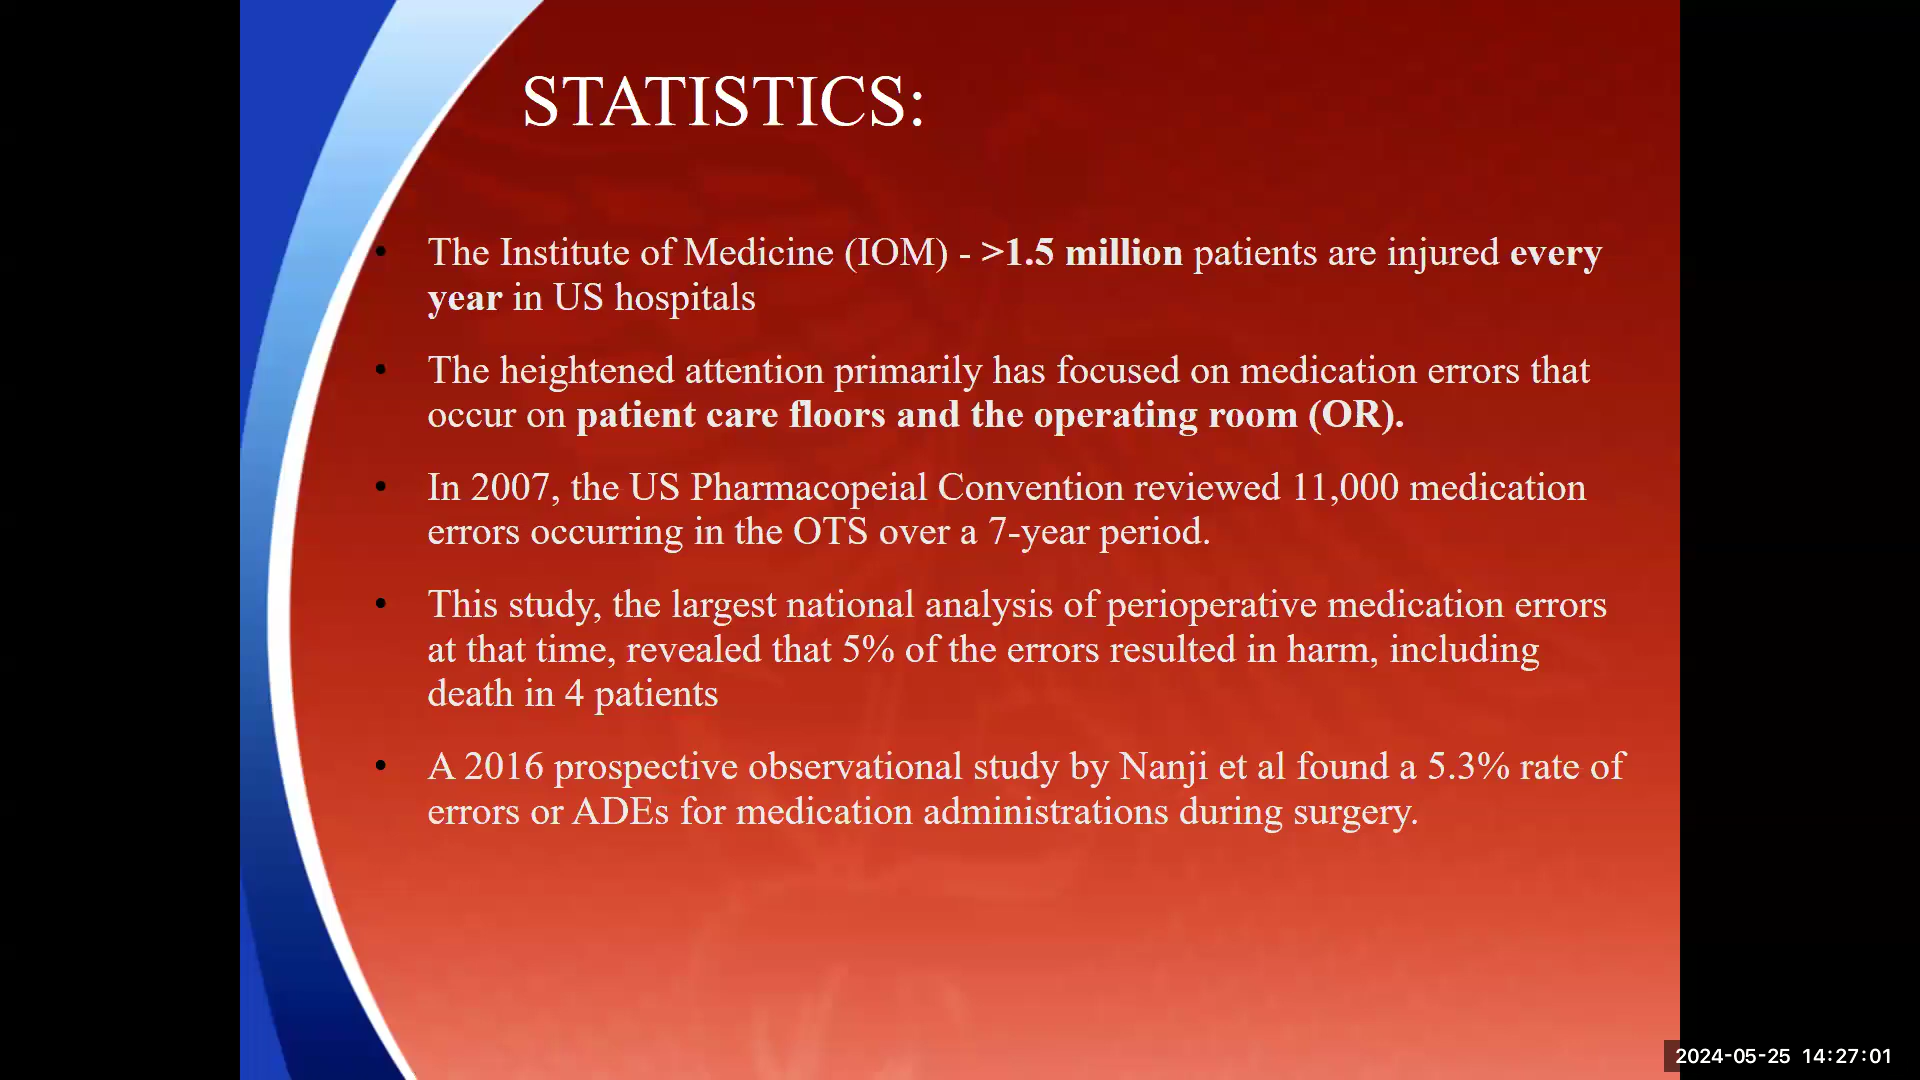 STATISTICS:
• The Institute of Medicine (IOM) - >1.5 million patients are injured every
year in US hospitals
• The heightened attention primarily has focused on medication errors that
occur on patient care floors and the operating room (OR).
• In 2007, the US Pharmacopeial Convention reviewed 11,000 medication
errors occurring in the OTS over a 7-year period.
• This study, the largest national analysis of perioperative medication errors
at that time, revealed that 5% of the errors resulted in harm, including
death in 4 patients
• A 2016 prospective observational study by Nanji et al found a 5.3% rate of
errors or ADEs for medication administrations during surgery.
2024-05-25 14:27:01